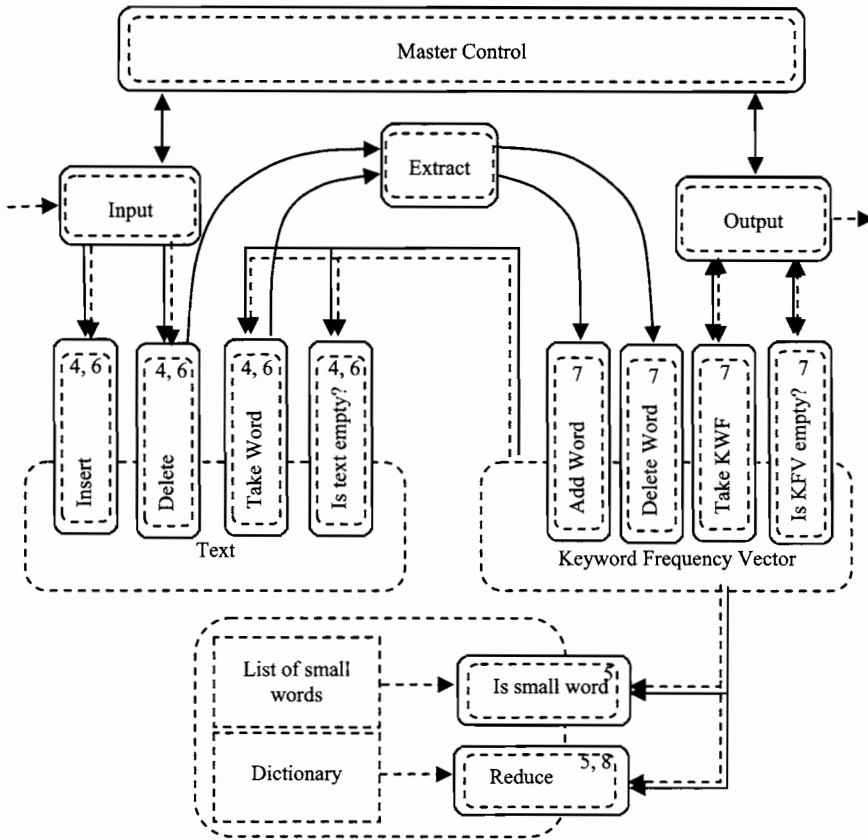 Master Control
Extract
Input
Output
4, 6
4, 6
4, 6
4, 6
7
7
7
7
Insert
Delete
Take Word
Is text empty?
Add Word
Delete Word
Take KWF
Is KFV empty?
Text
Keyword Frequency Vector
List of small
words
Is small word
5
Dictionary
Reduce
5, 8